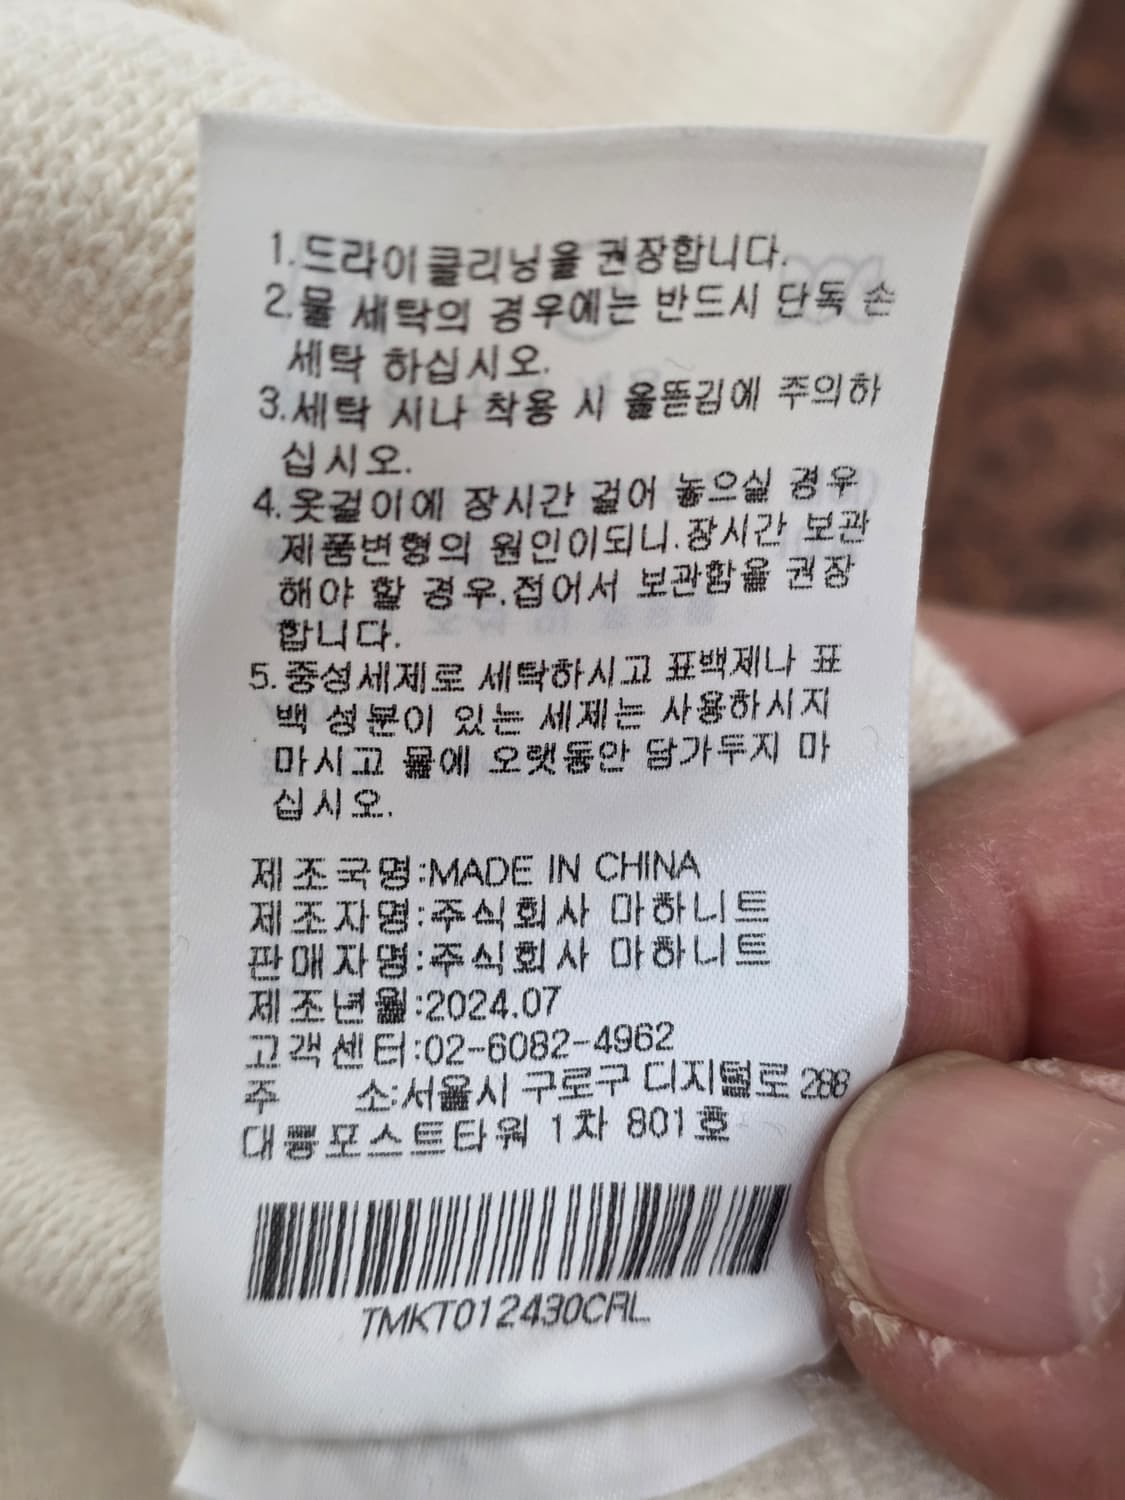 1.드라이클리닝을 권장합니다.
2.물 세탁의 경우에는 반드시 단독 손
세탁 하십시오.
3.세탁 시나 착용 시 올뜯김에 주의하
십시오.
4.옷걸이에 장시간 걸어 놓으실 경우
제품변형의 원인이되니.장시간 보관
해야 할 경우.접어서 보관함을 권장
합니다.
5.중성세제로 세탁하시고 표백제나 표
백 성분이 있는 세제는 사용하시지
마시고 물에 오랫동안 담가두지 마
십시오.
제조국명:MADE IN CHINA
제조자명:주식회사 마하니트
판매자명:주식회사 마하니트
제조년월:2024.07
고객센터:02-6082-4962
주 소:서울시 구로구 디지털로 288
대륭포스트타워 1차 801호
TMKT012430CRL